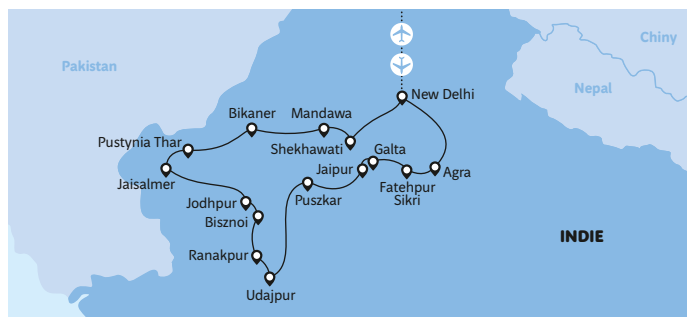 Chiny
Pakistan
Nepal
New Delhi
Bikaner
Mandawa
Pustynia Thar
Shekhawati
Galta
Jaipur
Agra
Jaisalmer
Fatehpur
Sikri
Puszkar
Jodhpur
Bisznoi
INDIE
Ranakpur
Udajpur